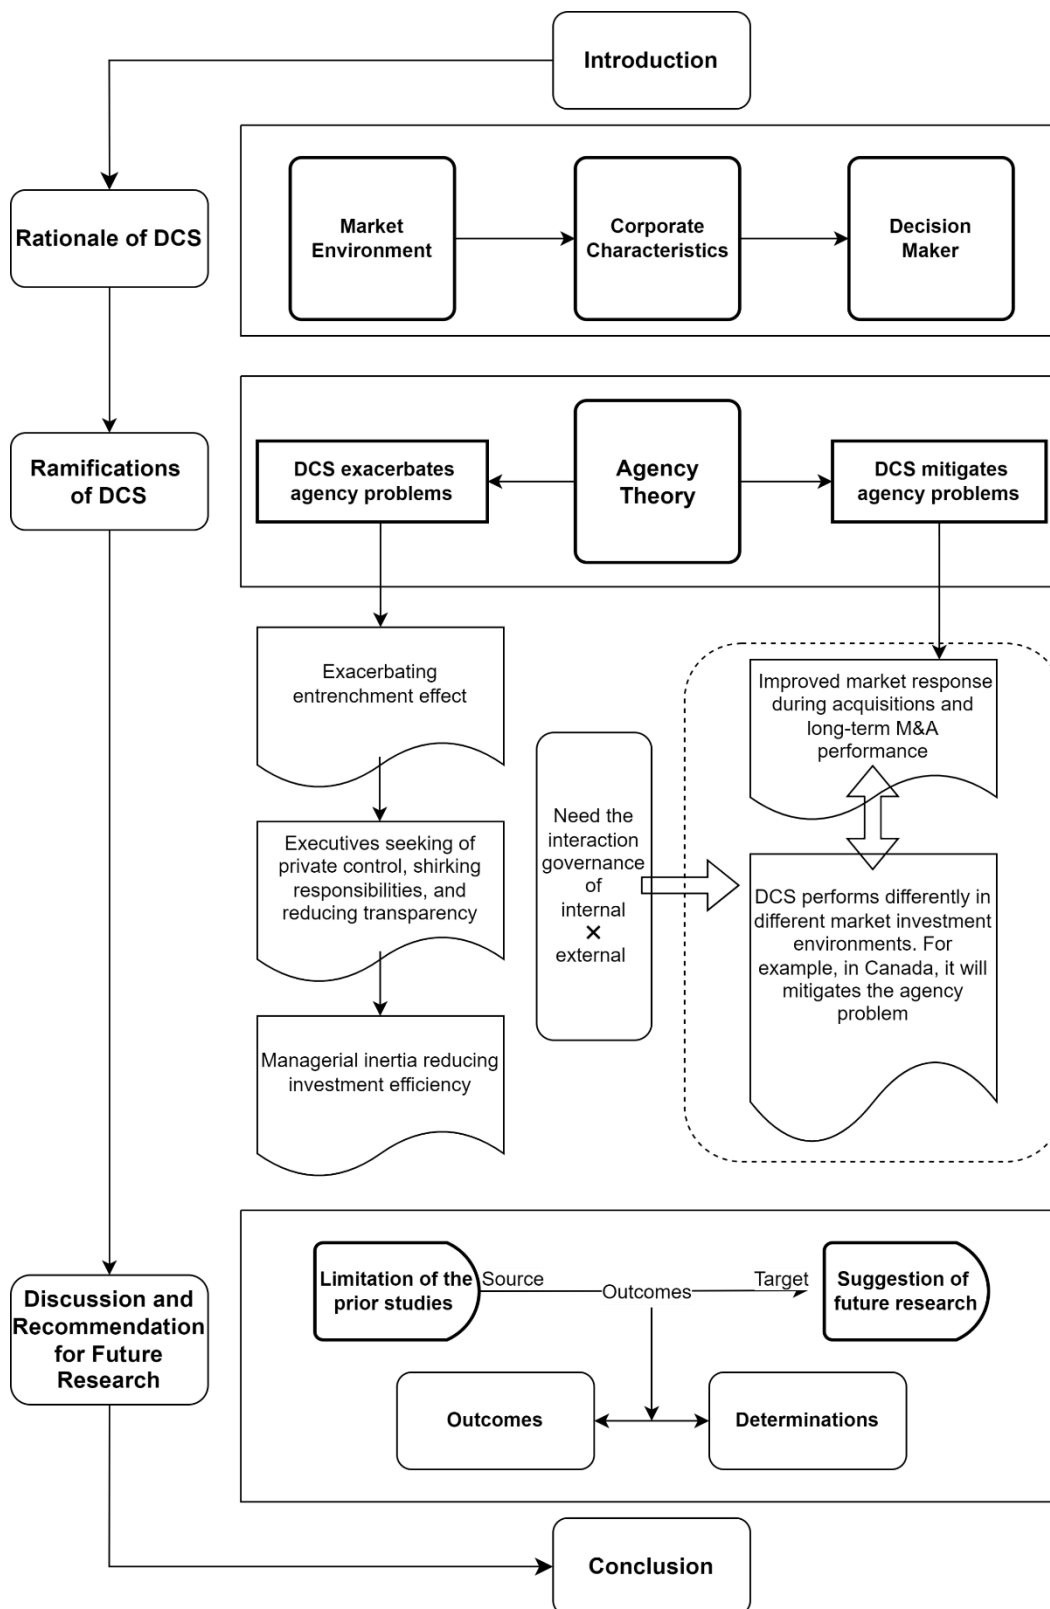 Introduction
Rationale of DCS
Market
Environment
Corporate
Characteristics
Decision
Maker
Ramifications
of DCS
DCS exacerbates
agency problems
Agency
Theory
DCS mitigates
agency problems
Exacerbating
entrenchment effect
Executives seeking of
private control, shirking
responsibilities, and
reducing transparency
Managerial inertia reducing
investment efficiency
Need the
interaction
governance
of
internal
×
external
Improved market response
during acquisitions and
long-term M&A
performance
DCS performs differently in
different market investment
environments. For
example, in Canada, it will
mitigates the agency
problem
Discussion and
Recommendation
for Future
Research
Limitation of the
prior studies
Source
Outcomes
Target
Suggestion of
future research
Outcomes
Determinations
Conclusion